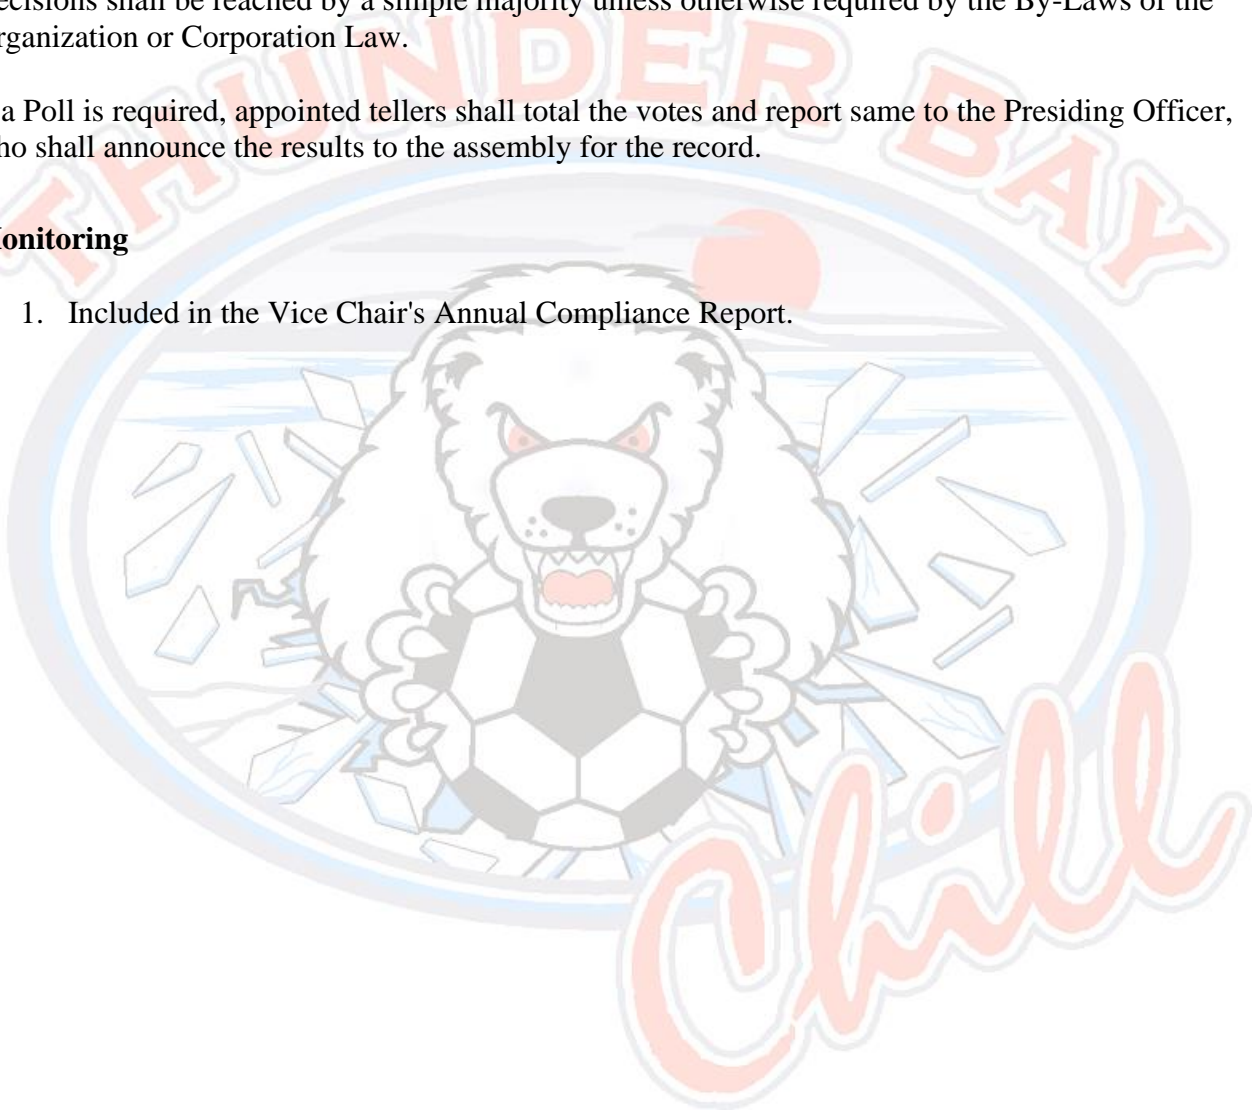 ecisions shall be reached by a simple majority unless otherwise required by the By-Laws of the
rganization or Corporation Law.
a Poll is required, appointed tellers shall total the votes and report same to the Presiding Officer,
ho shall announce the results to the assembly for the record.
onitoring
1. Included in the Vice Chair's Annual Compliance Report.
THUNDER BAY
Chill